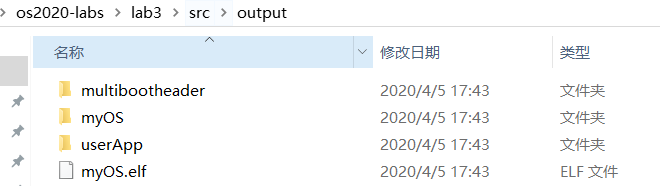 os2020-labs › lab3 › src › output
名称 修改日期 类型
multibootheader 2020/4/5 17:43 文件夹
myOS 2020/4/5 17:43 文件夹
userApp 2020/4/5 17:43 文件夹
myOS.elf 2020/4/5 17:43 ELF 文件